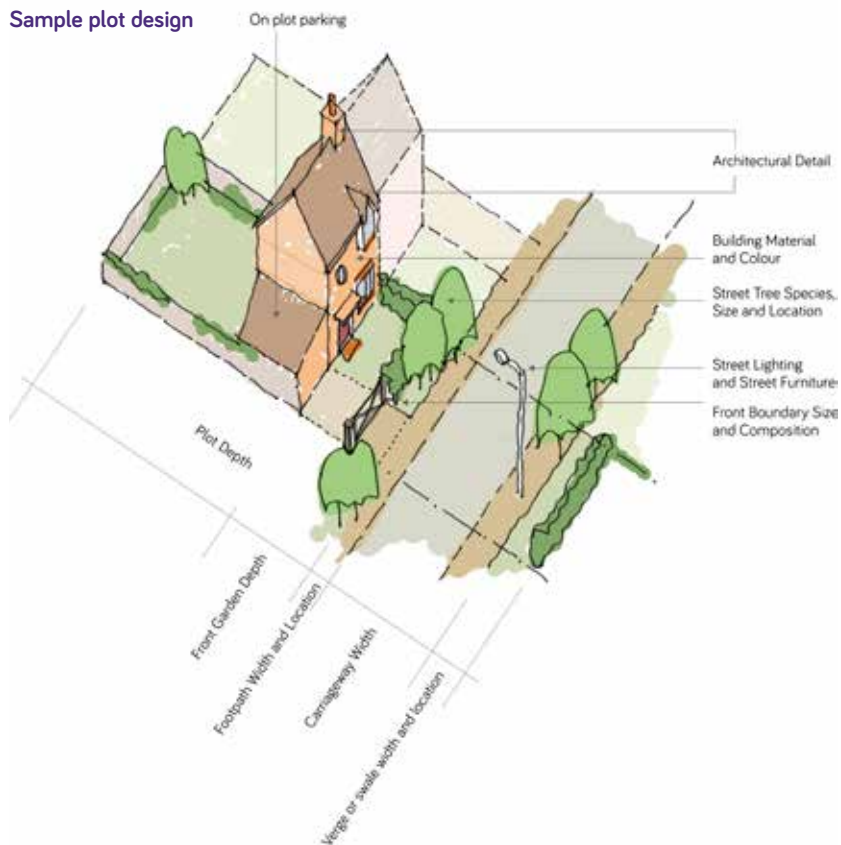 Sample plot design
On plot parking
Architectural Detail
Building Material
and Colour
Street Tree Species,
Size and Location
Street Lighting
and Street Furniture
Front Boundary Size
and Composition
Plot Depth
Front Garden Depth
Footpath Width and Location
Carriageway Width
Verge or swale width and location